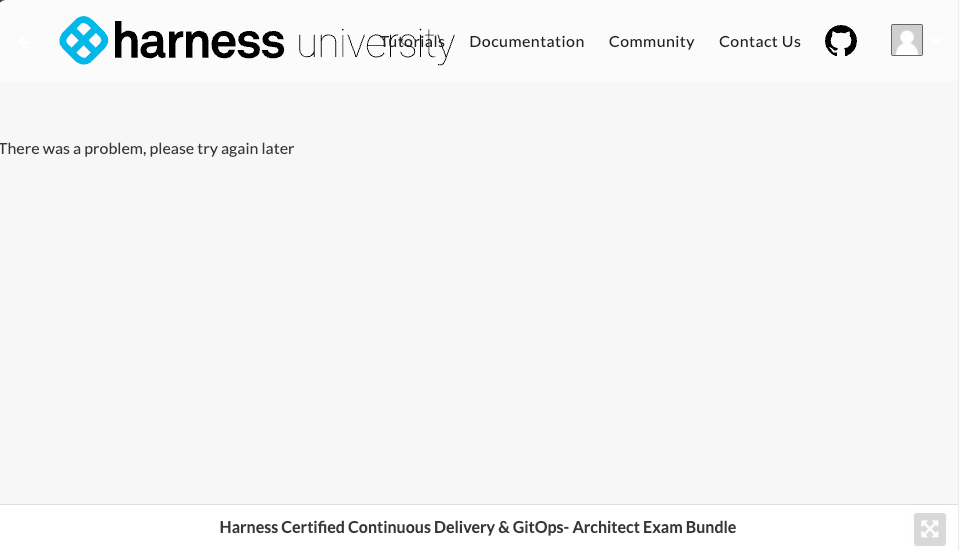 harness university
Tutorials Documentation Community Contact Us
There was a problem, please try again later
Harness Certified Continuous Delivery & GitOps- Architect Exam Bundle